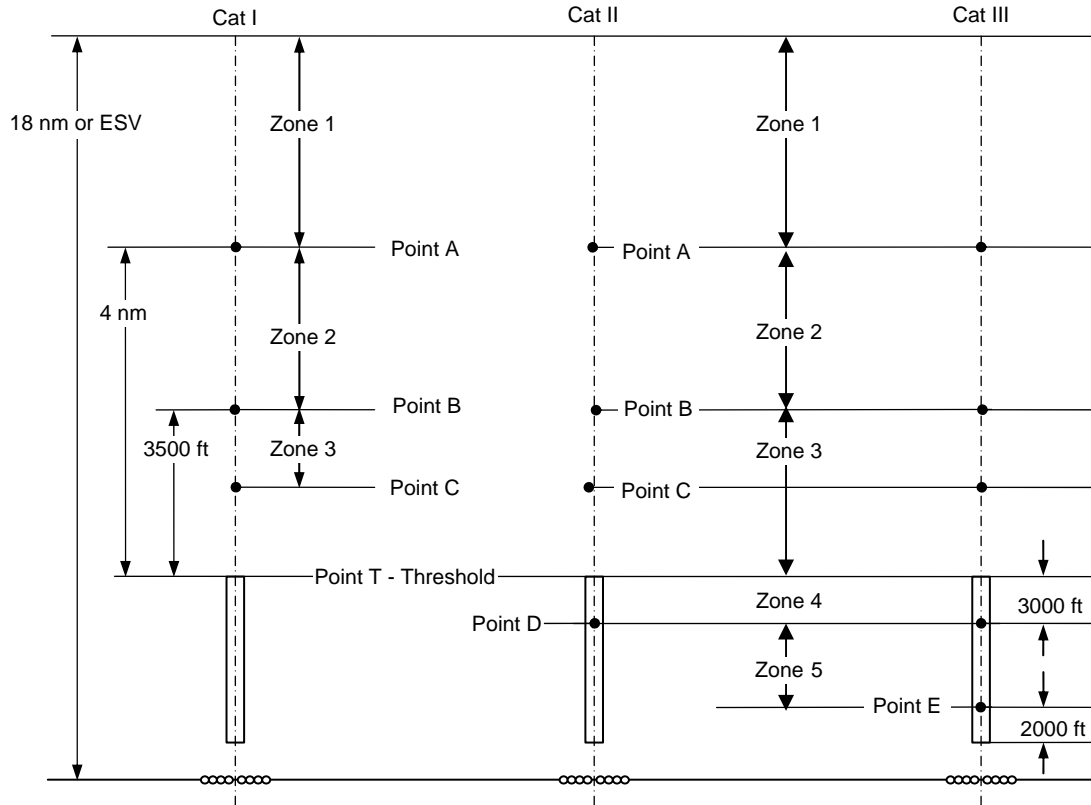 Cat I
Cat II
Cat III
18 nm or ESV
Zone 1
Zone 1
Point A
Point A
4 nm
Zone 2
Zone 2
Point B
Point B
3500 ft
Zone 3
Zone 3
Point C
Point C
Point T - Threshold
Zone 4
3000 ft
Point D
Zone 5
Point E
2000 ft